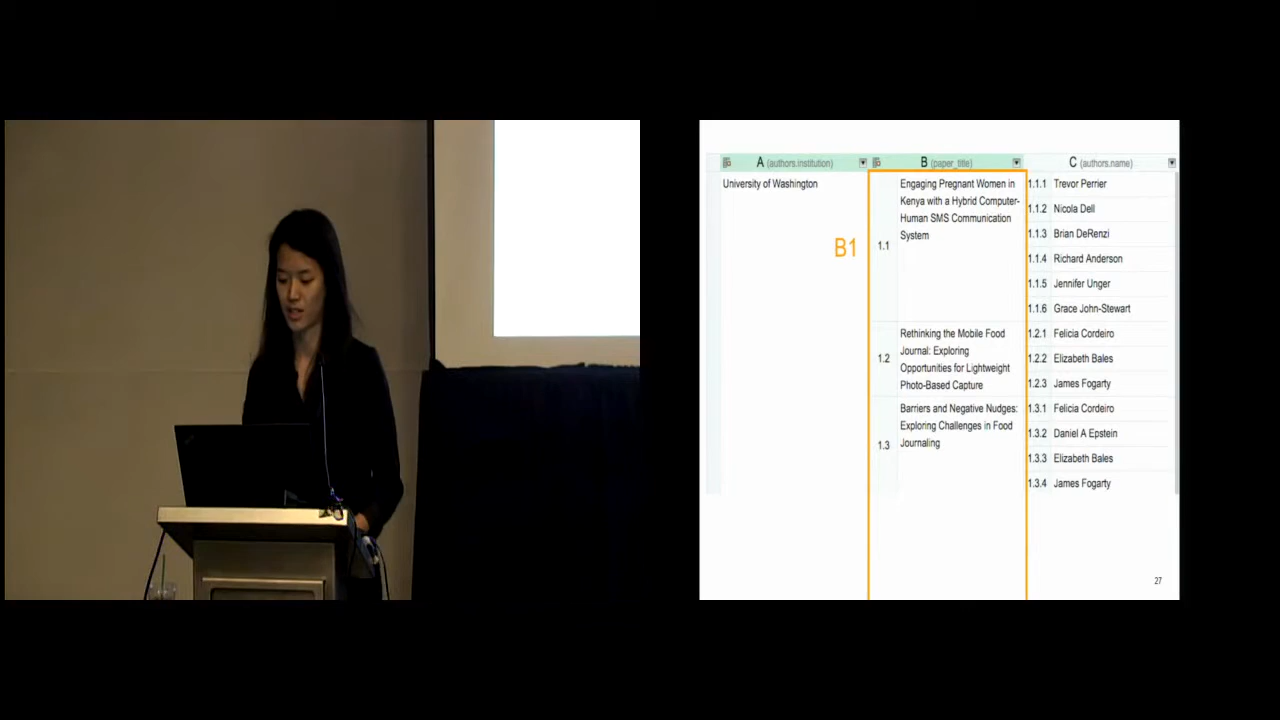 A (authors.institution)
B (paper_title)
C (authors.name)
University of Washington
B1
1.1
Engaging Pregnant Women in
Kenya with a Hybrid Computer-
Human SMS Communication
System
1.1.1 Trevor Perrier
1.1.2 Nicola Dell
1.1.3 Brian DeRenzi
1.1.4 Richard Anderson
1.1.5 Jennifer Unger
1.1.6 Grace John-Stewart
1.2
Rethinking the Mobile Food
Journal: Exploring
Opportunities for Lightweight
Photo-Based Capture
1.2.1 Felicia Cordeiro
1.2.2 Elizabeth Bales
1.2.3 James Fogarty
1.3
Barriers and Negative Nudges:
Exploring Challenges in Food
Journaling
1.3.1 Felicia Cordeiro
1.3.2 Daniel A Epstein
1.3.3 Elizabeth Bales
1.3.4 James Fogarty
27